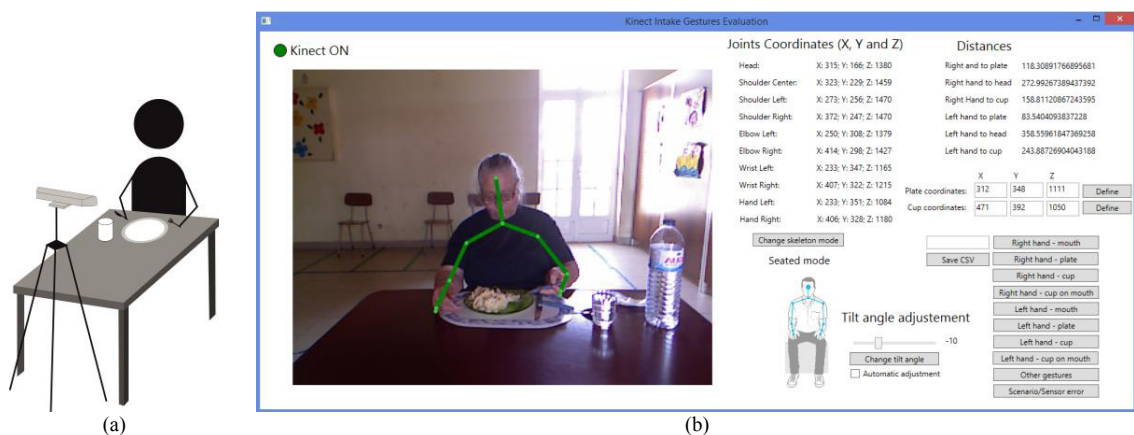 Kinect Intake Gestures Evaluation
Kinect ON
Joints Coordinates (X, Y and Z)
Head: X: 315; Y: 166; Z: 1380
Shoulder Center: X: 323; Y: 229; Z: 1459
Shoulder Left: X: 273; Y: 256; Z: 1470
Shoulder Right: X: 372; Y: 247; Z: 1470
Elbow Left: X: 250; Y: 308; Z: 1379
Elbow Right: X: 414; Y: 298; Z: 1427
Wrist Left: X: 233; Y: 347; Z: 1165
Wrist Right: X: 407; Y: 322; Z: 1215
Hand Left: X: 233; Y: 351; Z: 1084
Hand Right: X: 406; Y: 328; Z: 1180
Distances
Right and to plate 118.30891766895681
Right hand to head 272.99267389437392
Right Hand to cup 158.81120867243595
Left hand to plate 83.5404093837228
Left hand to head 358.55961847369258
Left hand to cup 243.88726904043188
X Y Z
Plate coordinates: 312 348 1111 Define
Cup coordinates: 471 392 1050 Define
Change skeleton mode
Seated mode
Tilt angle adjustement
-10
Change tilt angle
Automatic adjustment
Save CSV
Right hand - mouth
Right hand - plate
Right hand - cup
Right hand - cup on mouth
Left hand - mouth
Left hand - plate
Left hand - cup
Left hand - cup on mouth
Other gestures
Scenario/Sensor error
(a)
(b)